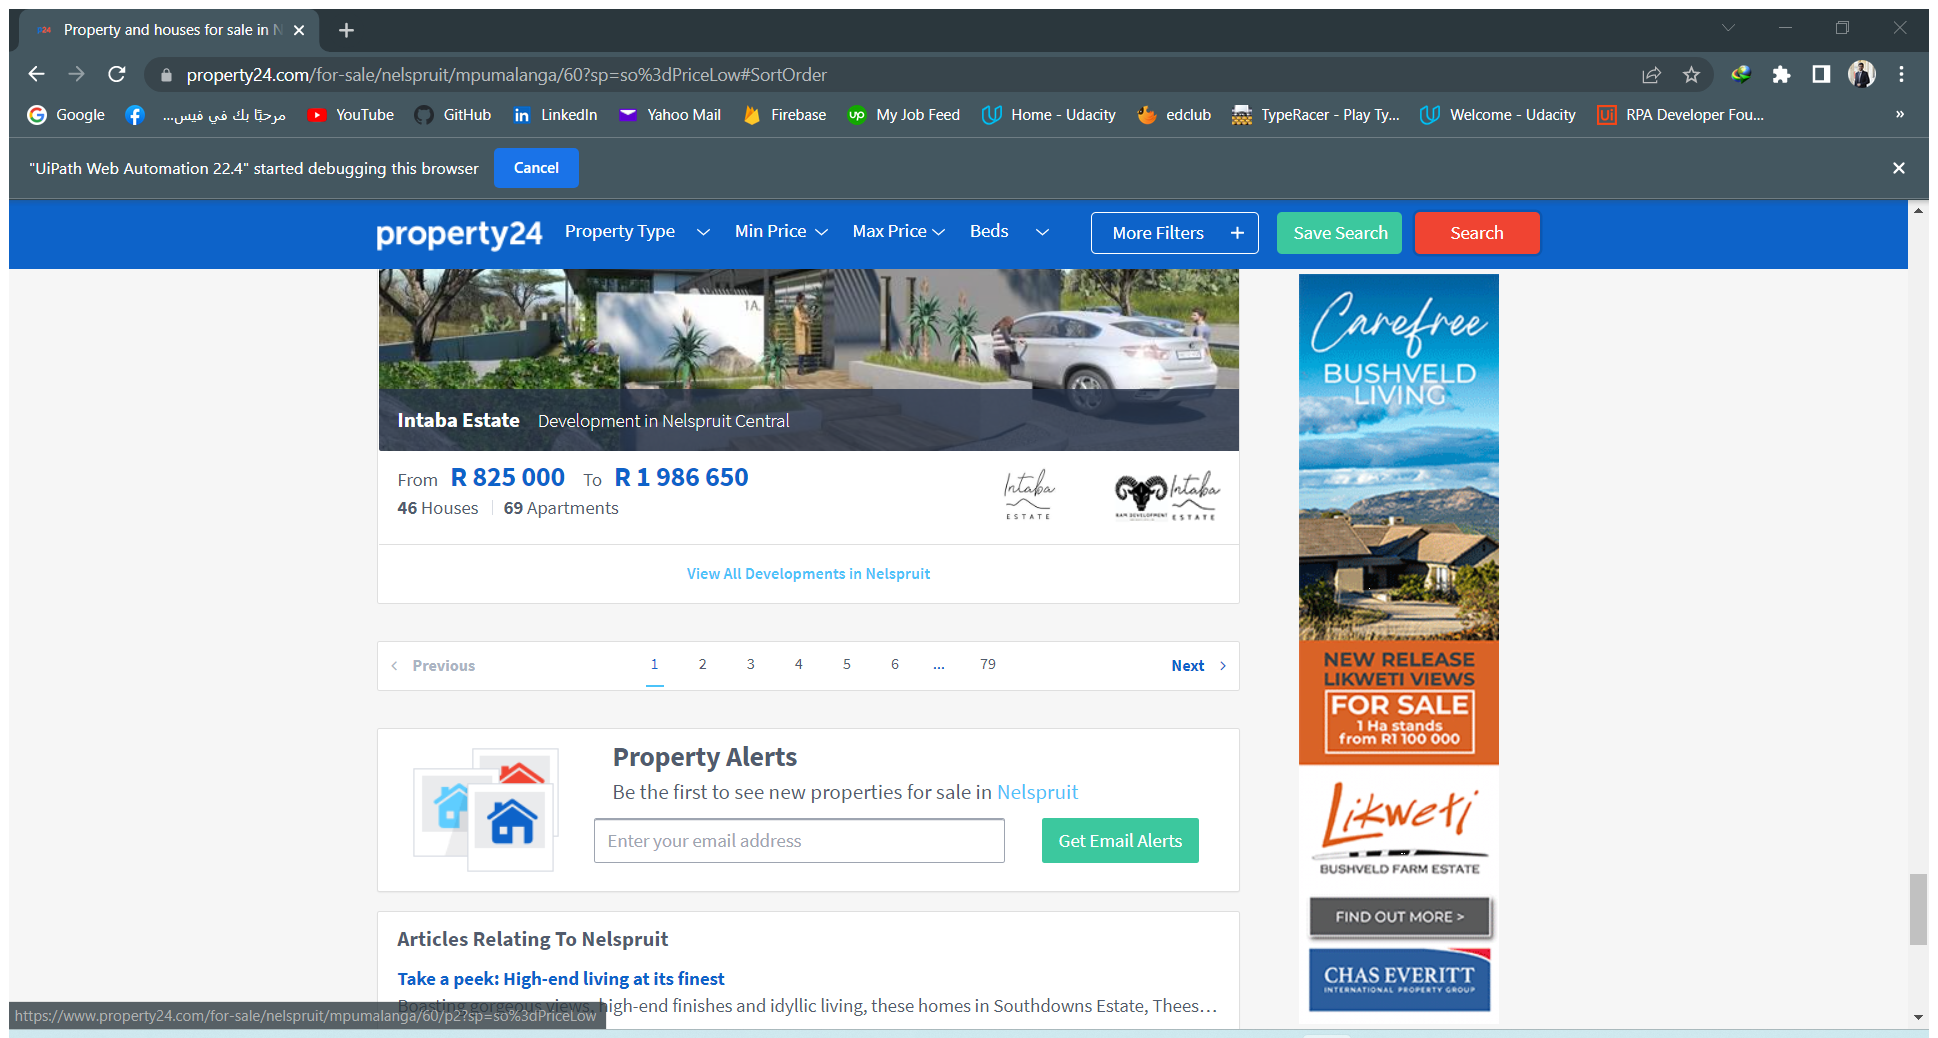 Property and houses for sale in N
property24.com/for-sale/nelspruit/mpumalanga/60?sp=so%3dPriceLow#SortOrder
Google
مرحبًا بك في فيس...
YouTube
GitHub
LinkedIn
Yahoo Mail
Firebase
My Job Feed
Home - Udacity
edclub
TypeRacer - Play Ty...
Welcome - Udacity
RPA Developer Fou...
»
"UiPath Web Automation 22.4" started debugging this browser
Cancel
property24
Property Type
Min Price
Max Price
Beds
More Filters +
Save Search
Search
1A.
Intaba Estate Development in Nelspruit Central
From R 825 000 To R 1 986 650
46 Houses | 69 Apartments
Intaba
ESTATE
RAM DEVELOPMENT
Intaba
ESTATE
View All Developments in Nelspruit
< Previous
1 2 3 4 5 6 ... 79
Next >
Property Alerts
Be the first to see new properties for sale in Nelspruit
Enter your email address
Get Email Alerts
Articles Relating To Nelspruit
Take a peek: High-end living at its finest
Boasting gorgeous views, high-end finishes and idyllic living, these homes in Southdowns Estate, Thees...
https://www.property24.com/for-sale/nelspruit/mpumalanga/60/p2?sp=so%3dPriceLow
Carefree
BUSHVELD
LIVING
NEW RELEASE
LIKWETI VIEWS
FOR SALE
1 Ha stands
from R1 100 000
Likweti
BUSHVELD FARM ESTATE
FIND OUT MORE >
CHAS EVERITT
INTERNATIONAL PROPERTY GROUP